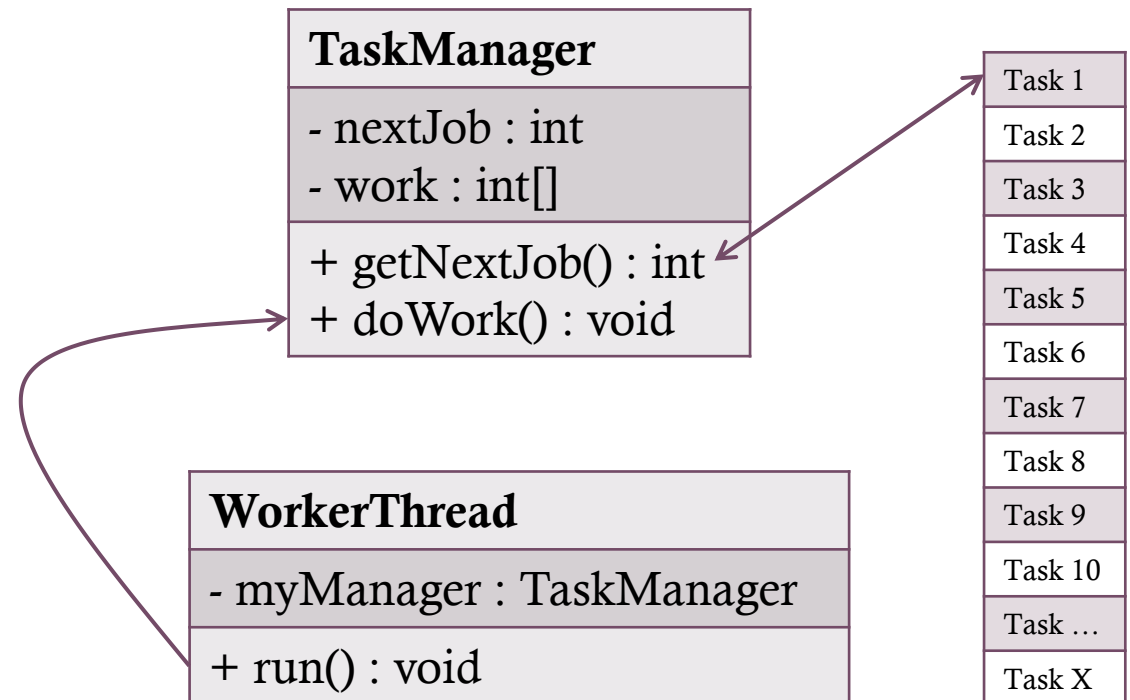 TaskManager
- nextJob : int
- work : int[]
+ getNextJob() : int
+ doWork() : void
WorkerThread
- myManager : TaskManager
+ run() : void
Task 1
Task 2
Task 3
Task 4
Task 5
Task 6
Task 7
Task 8
Task 9
Task 10
Task …
Task X